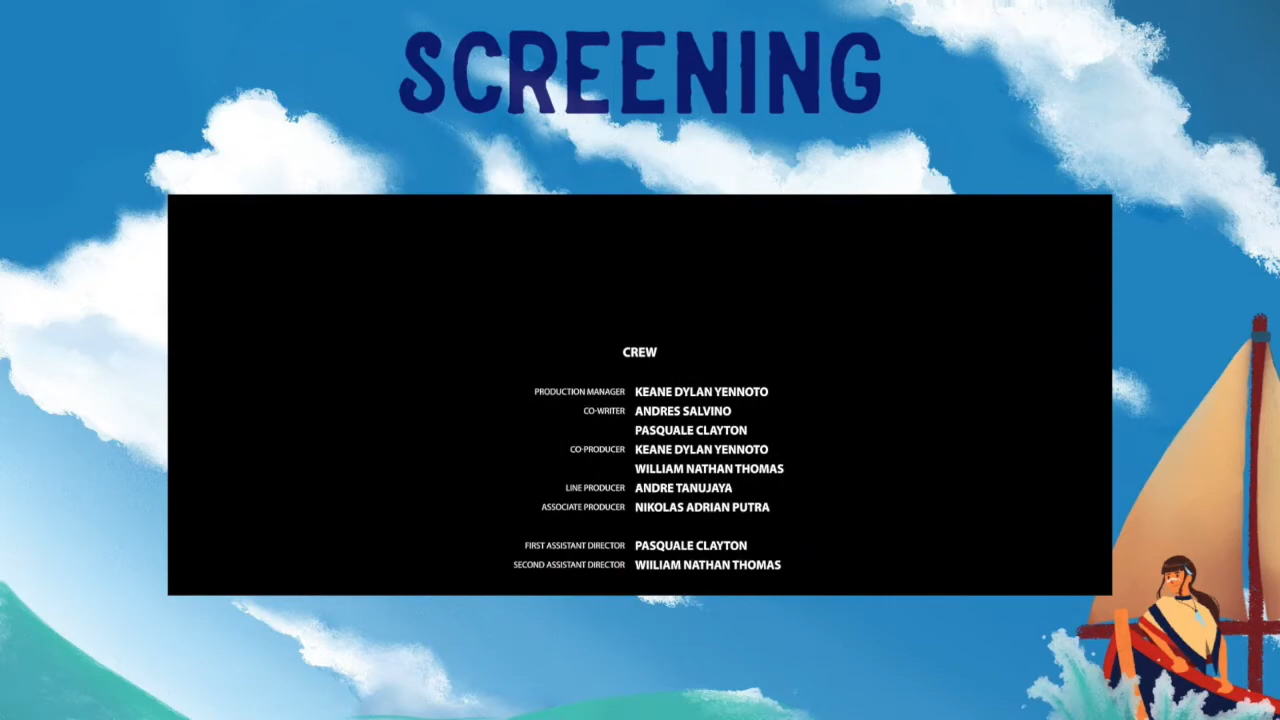 SCREENING
CREW
PRODUCTION MANAGER KEANE DYLAN YENNOTO
CO-WRITER ANDRES SALVINO
PASQUALE CLAYTON
CO-PRODUCER KEANE DYLAN YENNOTO
WILLIAM NATHAN THOMAS
LINE PRODUCER ANDRE TANUJAYA
ASSOCIATE PRODUCER NIKOLAS ADRIAN PUTRA
FIRST ASSISTANT DIRECTOR PASQUALE CLAYTON
SECOND ASSISTANT DIRECTOR WIILIAM NATHAN THOMAS